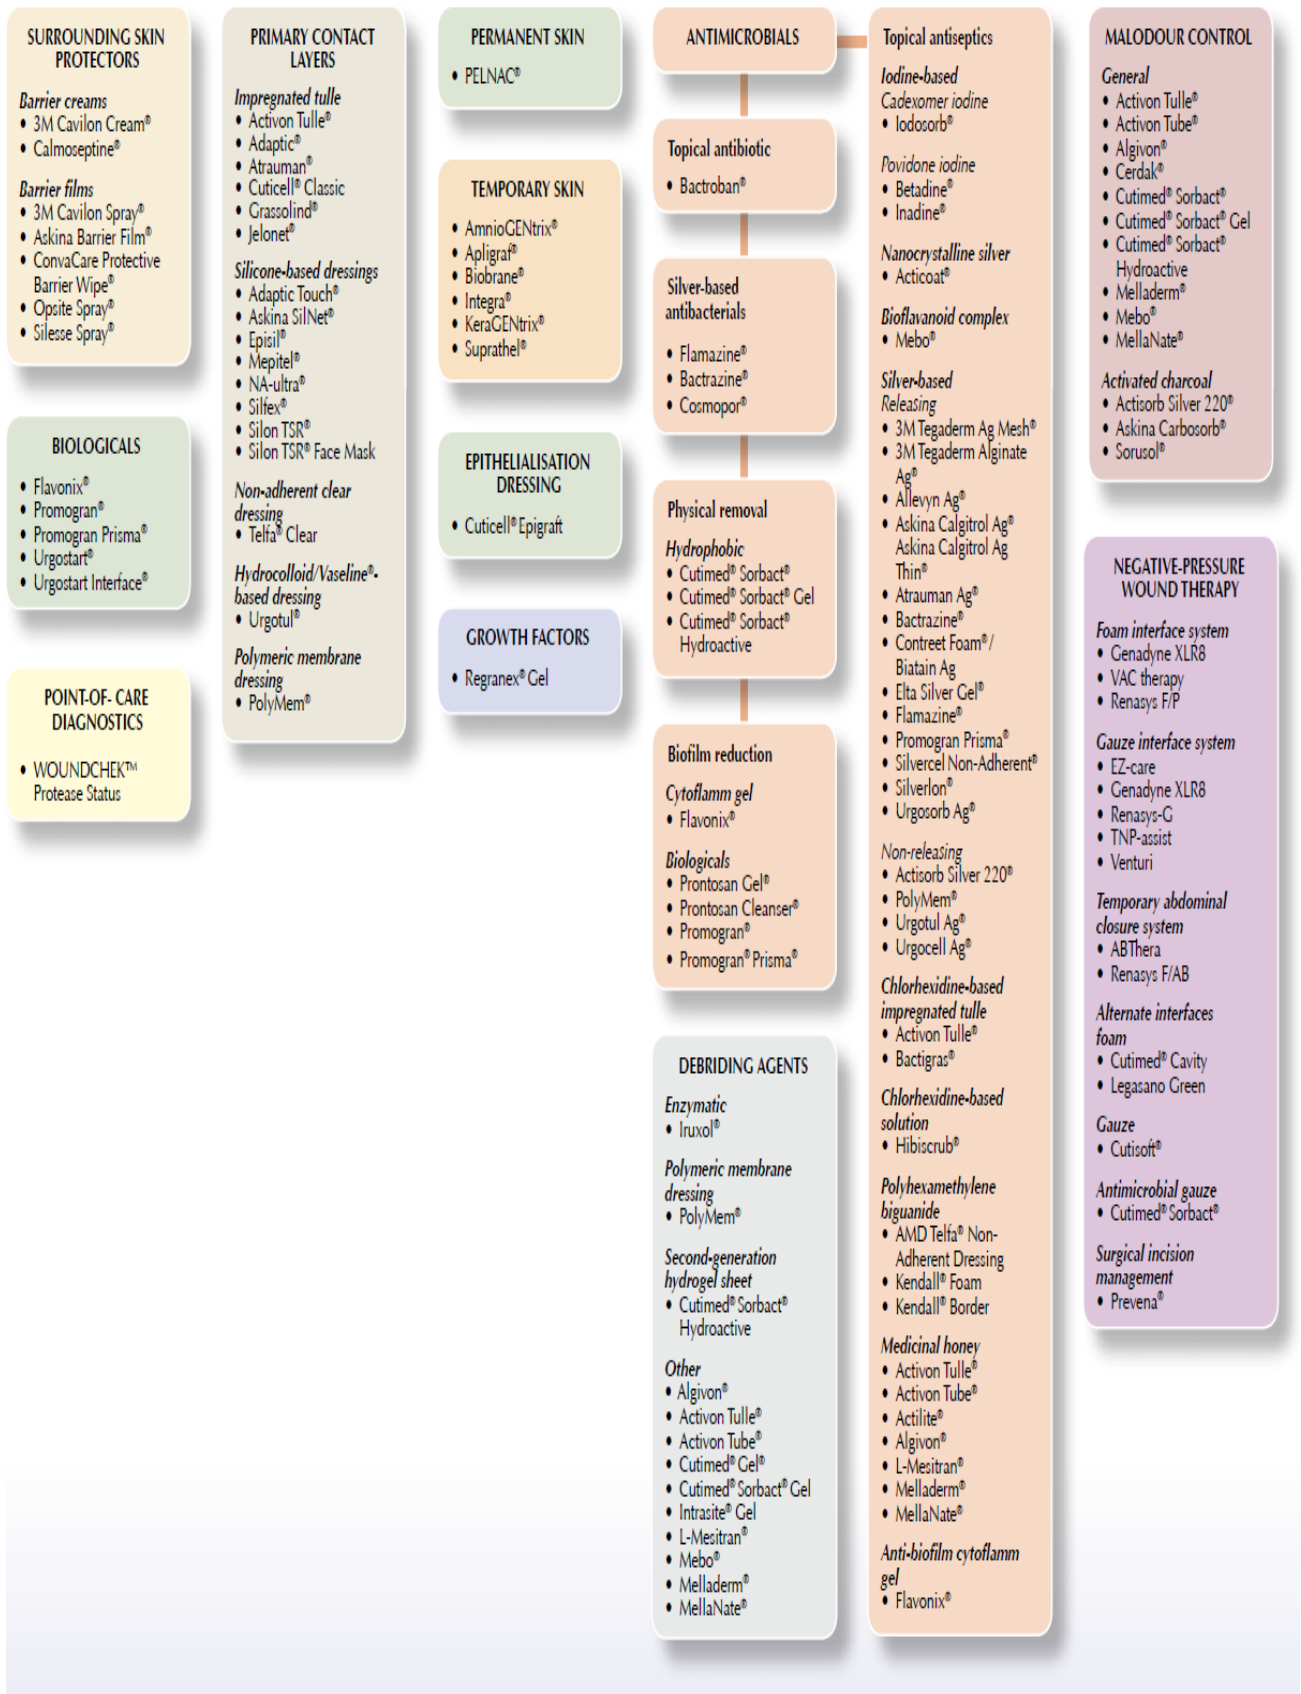 SURROUNDING SKIN
PROTECTORS
Barrier creams
• 3M Cavilon Cream®
• Calmoseptine®
Barrier films
• 3M Cavilon Spray®
• Askina Barrier Film®
• ConvaCare Protective
Barrier Wipe®
• Opsite Spray®
• Silesse Spray®
BIOLOGICALS
• Flavonix®
• Promogran®
• Promogran Prisma®
• Urgostart®
• Urgostart Interface®
POINT-OF- CARE
DIAGNOSTICS
• WOUNDCHEK™
Protease Status
PRIMARY CONTACT
LAYERS
Impregnated tulle
• Activon Tulle®
• Adaptic®
• Atrauman®
• Cuticell® Classic
• Grassolind®
• Jelonet®
Silicone-based dressings
• Adaptic Touch®
• Askina SilNet®
• Episil®
• Mepitel®
• NA-ultra®
• Silfex®
• Silon TSR®
• Silon TSR® Face Mask
Non-adherent clear
dressing
• Telfa® Clear
Hydrocolloid/Vaseline®-
based dressing
• Urgotul®
Polymeric membrane
dressing
• PolyMem®
PERMANENT SKIN
• PELNAC®
TEMPORARY SKIN
• AmnioGENtrix®
• Apligraf®
• Biobrane®
• Integra®
• KeraGENtrix®
• Suprathel®
EPITHELIALISATION
DRESSING
• Cuticell® Epigraft
GROWTH FACTORS
• Regranex® Gel
ANTIMICROBIALS
Topical antibiotic
• Bactroban®
Silver-based
antibacterials
• Flamazine®
• Bactrazine®
• Cosmopor®
Physical removal
Hydrophobic
• Cutimed® Sorbact®
• Cutimed® Sorbact® Gel
• Cutimed® Sorbact®
Hydroactive
Biofilm reduction
Cytoflamm gel
• Flavonix®
Biologicals
• Prontosan Gel®
• Prontosan Cleanser®
• Promogran®
• Promogran® Prisma®
DEBRIDING AGENTS
Enzymatic
• Iruxol®
Polymeric membrane
dressing
• PolyMem®
Second-generation
hydrogel sheet
• Cutimed® Sorbact®
Hydroactive
Other
• Algivon®
• Activon Tulle®
• Activon Tube®
• Cutimed® Gel®
• Cutimed® Sorbact® Gel
• Intrasite® Gel
• L-Mesitran®
• Mebo®
• Melladerm®
• MellaNate®
Topical antiseptics
Iodine-based
Cadexomer iodine
• Iodosorb®
Povidone iodine
• Betadine®
• Inadine®
Nanocrystalline silver
• Acticoat®
Bioflavanoid complex
• Mebo®
Silver-based
Releasing
• 3M Tegaderm Ag Mesh®
• 3M Tegaderm Alginate
Ag®
• Allevyn Ag®
• Askina Calgitrol Ag®
Askina Calgitrol Ag
Thin®
• Atrauman Ag®
• Bactrazine®
• Contreet Foam® /
Biatain Ag
• Elta Silver Gel®
• Flamazine®
• Promogran Prisma®
• Silvercel Non-Adherent®
• Silverlon®
• Urgosorb Ag®
Non-releasing
• Actisorb Silver 220®
• PolyMem®
• Urgotul Ag®
• Urgocell Ag®
Chlorhexidine-based
impregnated tulle
• Activon Tulle®
• Bactigras®
Chlorhexidine-based
solution
• Hibiscrub®
Polyhexamethylene
biguanide
• AMD Telfa® Non-
Adherent Dressing
• Kendall® Foam
• Kendall® Border
Medicinal honey
• Activon Tulle®
• Activon Tube®
• Actilite®
• Algivon®
• L-Mesitran®
• Melladerm®
• MellaNate®
Anti-biofilm cytoflamm
gel
• Flavonix®
MALODOUR CONTROL
General
• Activon Tulle®
• Activon Tube®
• Algivon®
• Cerdak®
• Cutimed® Sorbact®
• Cutimed® Sorbact® Gel
• Cutimed® Sorbact®
Hydroactive
• Melladerm®
• Mebo®
• MellaNate®
Activated charcoal
• Actisorb Silver 220®
• Askina Carbosorb®
• Sorusol®
NEGATIVE-PRESSURE
WOUND THERAPY
Foam interface system
• Genadyne XLR8
• VAC therapy
• Renasys F/P
Gauze interface system
• EZ-care
• Genadyne XLR8
• Renasys-G
• TNP-assist
• Venturi
Temporary abdominal
closure system
• ABThera
• Renasys F/AB
Alternate interfaces
foam
• Cutimed® Cavity
• Legasano Green
Gauze
• Cutisoft®
Antimicrobial gauze
• Cutimed® Sorbact®
Surgical incision
management
• Prevena®